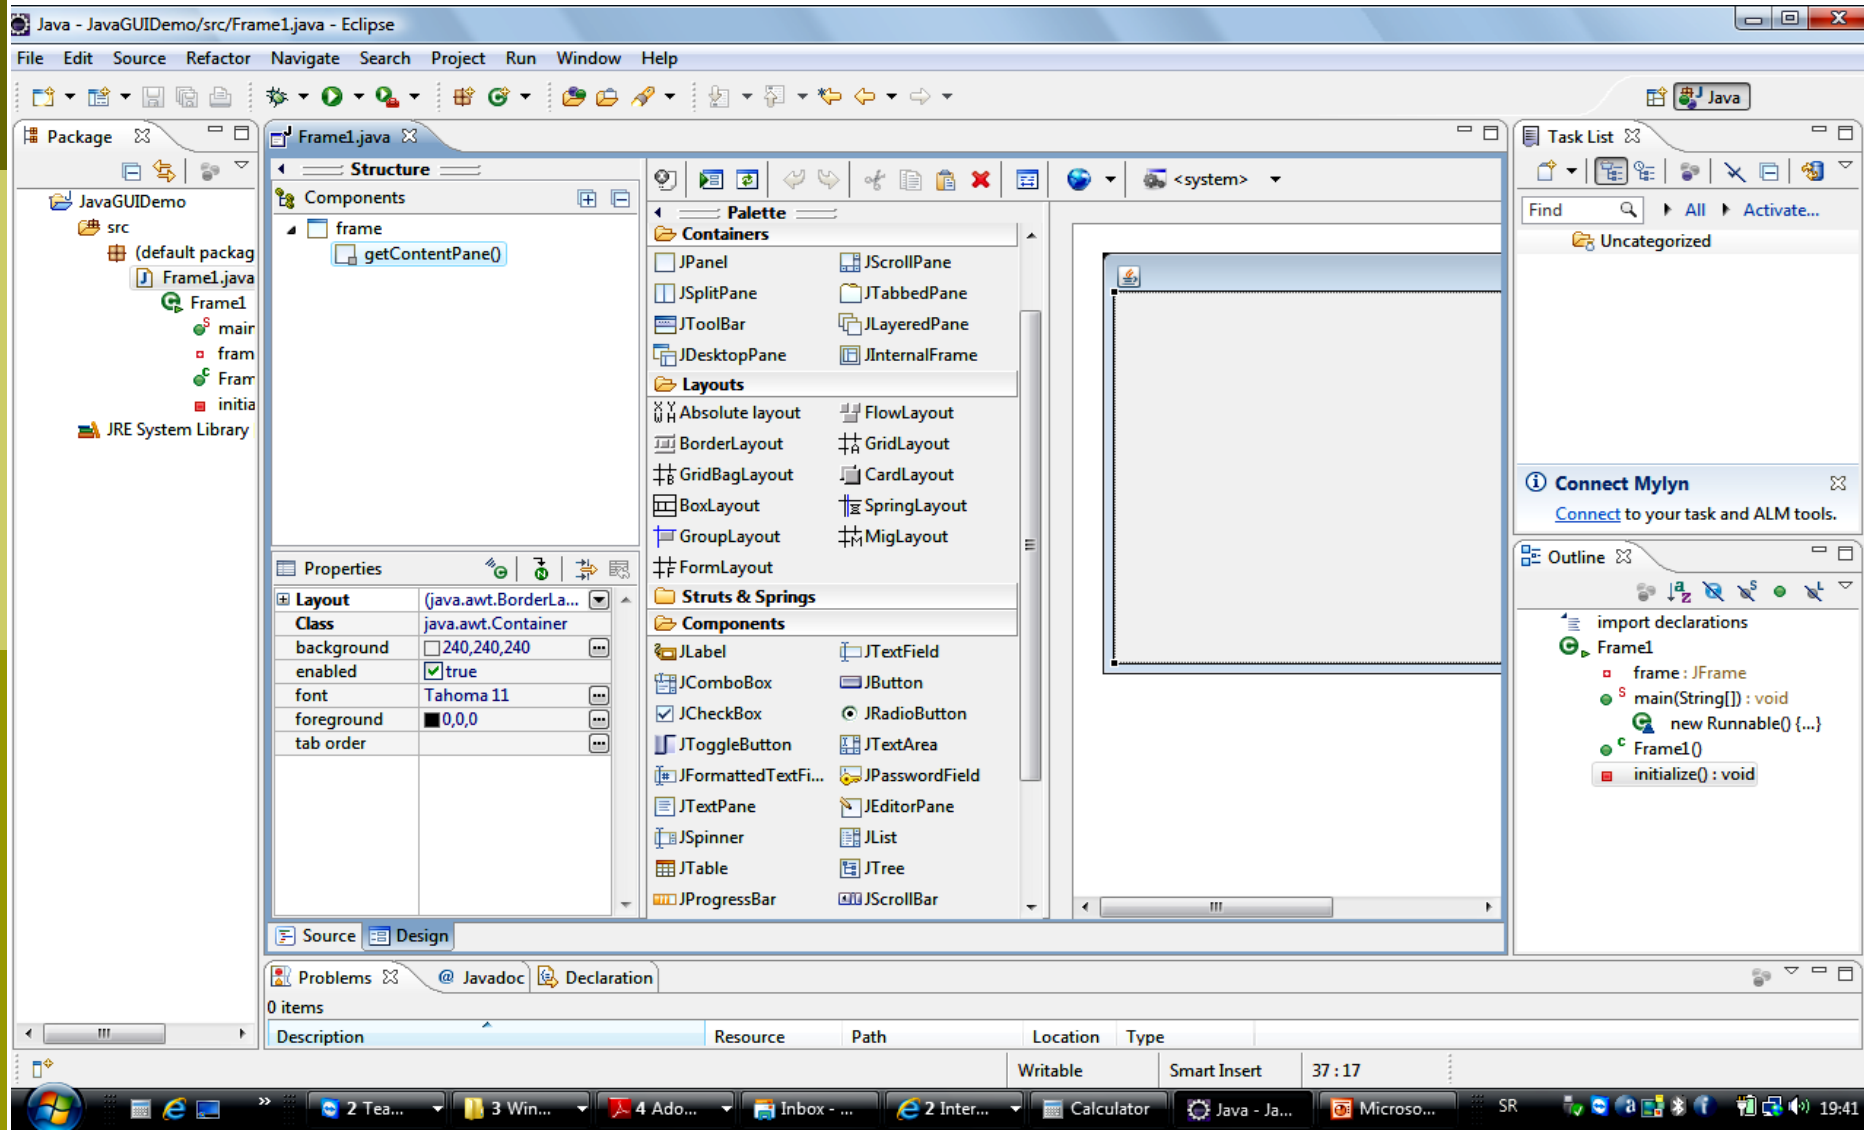 Java - JavaGUIDemo/src/Frame1.java - Eclipse
File Edit Source Refactor Navigate Search Project Run Window Help
Java
Package
JavaGUIDemo
src
(default packag
Frame1.java
Frame1
main
fram
Fram
initia
JRE System Library
Frame1.java
Structure
Components
frame
getContentPane()
Properties
Layout (java.awt.BorderLa...
Class java.awt.Container
background 240,240,240
enabled true
font Tahoma 11
foreground 0,0,0
tab order
<system>
Palette
Containers
JPanel JScrollPane
JSplitPane JTabbedPane
JToolBar JLayeredPane
JDesktopPane JInternalFrame
Layouts
Absolute layout FlowLayout
BorderLayout GridLayout
GridBagLayout CardLayout
BoxLayout SpringLayout
GroupLayout MigLayout
FormLayout
Struts & Springs
Components
JLabel JTextField
JComboBox JButton
JCheckBox JRadioButton
JToggleButton JTextArea
JFormattedTextFi... JPasswordField
JTextPane JEditorPane
JSpinner JList
JTable JTree
JProgressBar JScrollBar
Source Design
Task List
Find All Activate...
Uncategorized
Connect Mylyn
Connect to your task and ALM tools.
Outline
import declarations
Frame1
frame : JFrame
main(String[]) : void
new Runnable() {...}
Frame1()
initialize() : void
Problems @ Javadoc Declaration
0 items
Description Resource Path Location Type
Writable Smart Insert 37 : 17
2 Tea... 3 Win... 4 Ado... Inbox - ... 2 Inter... Calculator Java - Ja... Microso... SR 19:41